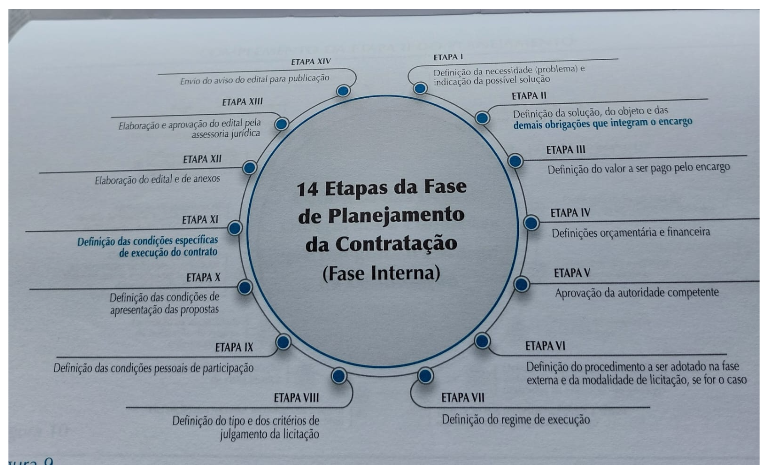 14 Etapas da Fase
de Planejamento
da Contratação
(Fase Interna)
ETAPA I
Definição da necessidade (problema) e
indicação da possível solução
ETAPA II
Definição da solução, do objeto e das
demais obrigações que integram o encargo
ETAPA III
Definição do valor a ser pago pelo encargo
ETAPA IV
Definições orçamentária e financeira
ETAPA V
Aprovação da autoridade competente
ETAPA VI
Definição do procedimento a ser adotado na fase
externa e da modalidade de licitação, se for o caso
ETAPA VII
Definição do regime de execução
ETAPA VIII
Definição do tipo e dos critérios de
julgamento da licitação
ETAPA IX
Definição das condições pessoais de participação
ETAPA X
Definição das condições de
apresentação das propostas
ETAPA XI
Definição das condições específicas
de execução do contrato
ETAPA XII
Elaboração do edital e de anexos
ETAPA XIII
Elaboração e aprovação do edital pela
assessoria jurídica
ETAPA XIV
Envio do aviso do edital para publicação